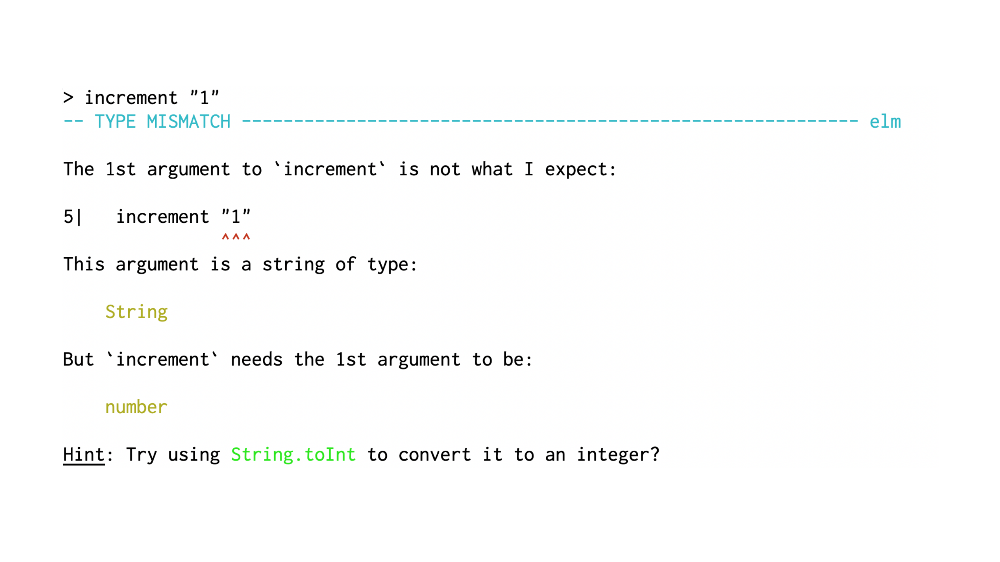 > increment "1"
-- TYPE MISMATCH ----------------------------------------------------------- elm
The 1st argument to `increment` is not what I expect:
5|   increment "1"
               ^^^
This argument is a string of type:
    String
But `increment` needs the 1st argument to be:
    number
Hint: Try using String.toInt to convert it to an integer?